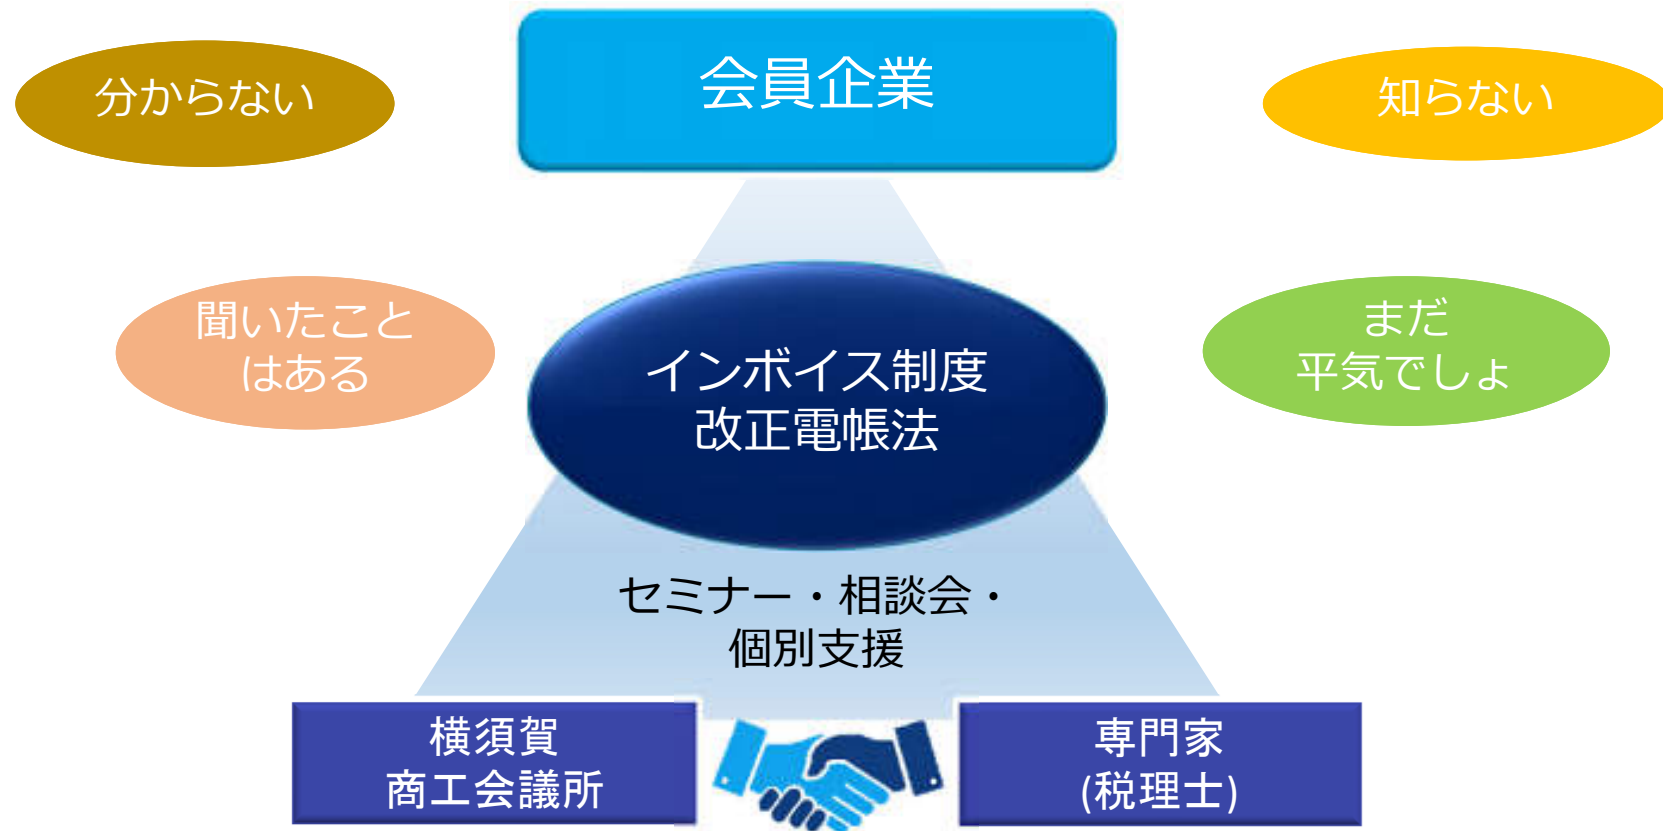 分からない
会員企業
知らない
聞いたこと
はある
まだ
平気でしょ
インボイス制度
改正電帳法
セミナー・相談会・
個別支援
横須賀
商工会議所
専門家
(税理士)